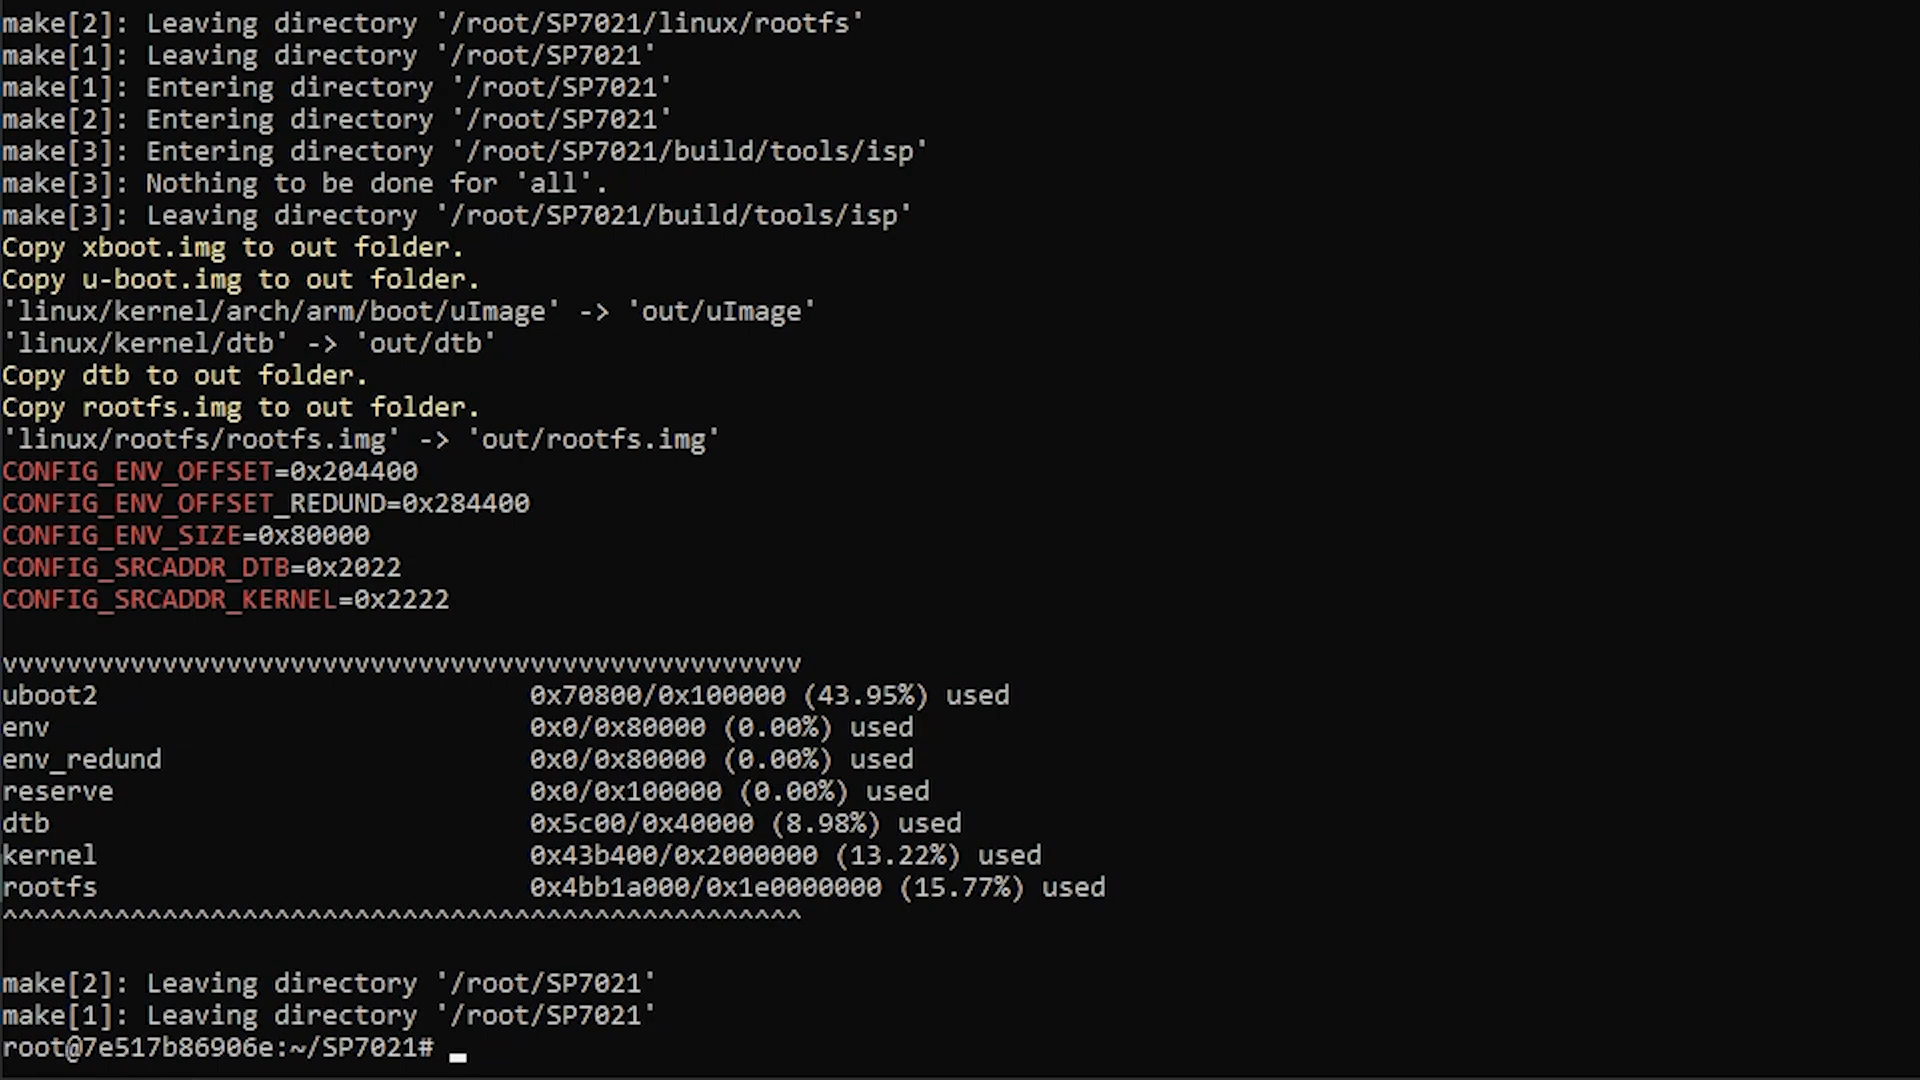 make[2]: Leaving directory '/root/SP7021/linux/rootfs'
make[1]: Leaving directory '/root/SP7021'
make[1]: Entering directory '/root/SP7021'
make[2]: Entering directory '/root/SP7021'
make[3]: Entering directory '/root/SP7021/build/tools/isp'
make[3]: Nothing to be done for 'all'.
make[3]: Leaving directory '/root/SP7021/build/tools/isp'
Copy xboot.img to out folder.
Copy u-boot.img to out folder.
'linux/kernel/arch/arm/boot/uImage' -> 'out/uImage'
'linux/kernel/dtb' -> 'out/dtb'
Copy dtb to out folder.
Copy rootfs.img to out folder.
'linux/rootfs/rootfs.img' -> 'out/rootfs.img'
CONFIG_ENV_OFFSET=0x204400
CONFIG_ENV_OFFSET_REDUND=0x284400
CONFIG_ENV_SIZE=0x80000
CONFIG_SRCADDR_DTB=0x2022
CONFIG_SRCADDR_KERNEL=0x2222
vvvvvvvvvvvvvvvvvvvvvvvvvvvvvvvvvvvvvvvvvvvvvvvvvv
uboot2 0x70800/0x100000 (43.95%) used
env 0x0/0x80000 (0.00%) used
env_redund 0x0/0x80000 (0.00%) used
reserve 0x0/0x100000 (0.00%) used
dtb 0x5c00/0x40000 (8.98%) used
kernel 0x43b400/0x2000000 (13.22%) used
rootfs 0x4bb1a000/0x1e0000000 (15.77%) used
^^^^^^^^^^^^^^^^^^^^^^^^^^^^^^^^^^^^^^^^^^^^^^^^^^
make[2]: Leaving directory '/root/SP7021'
make[1]: Leaving directory '/root/SP7021'
root@7e517b86906e:~/SP7021#